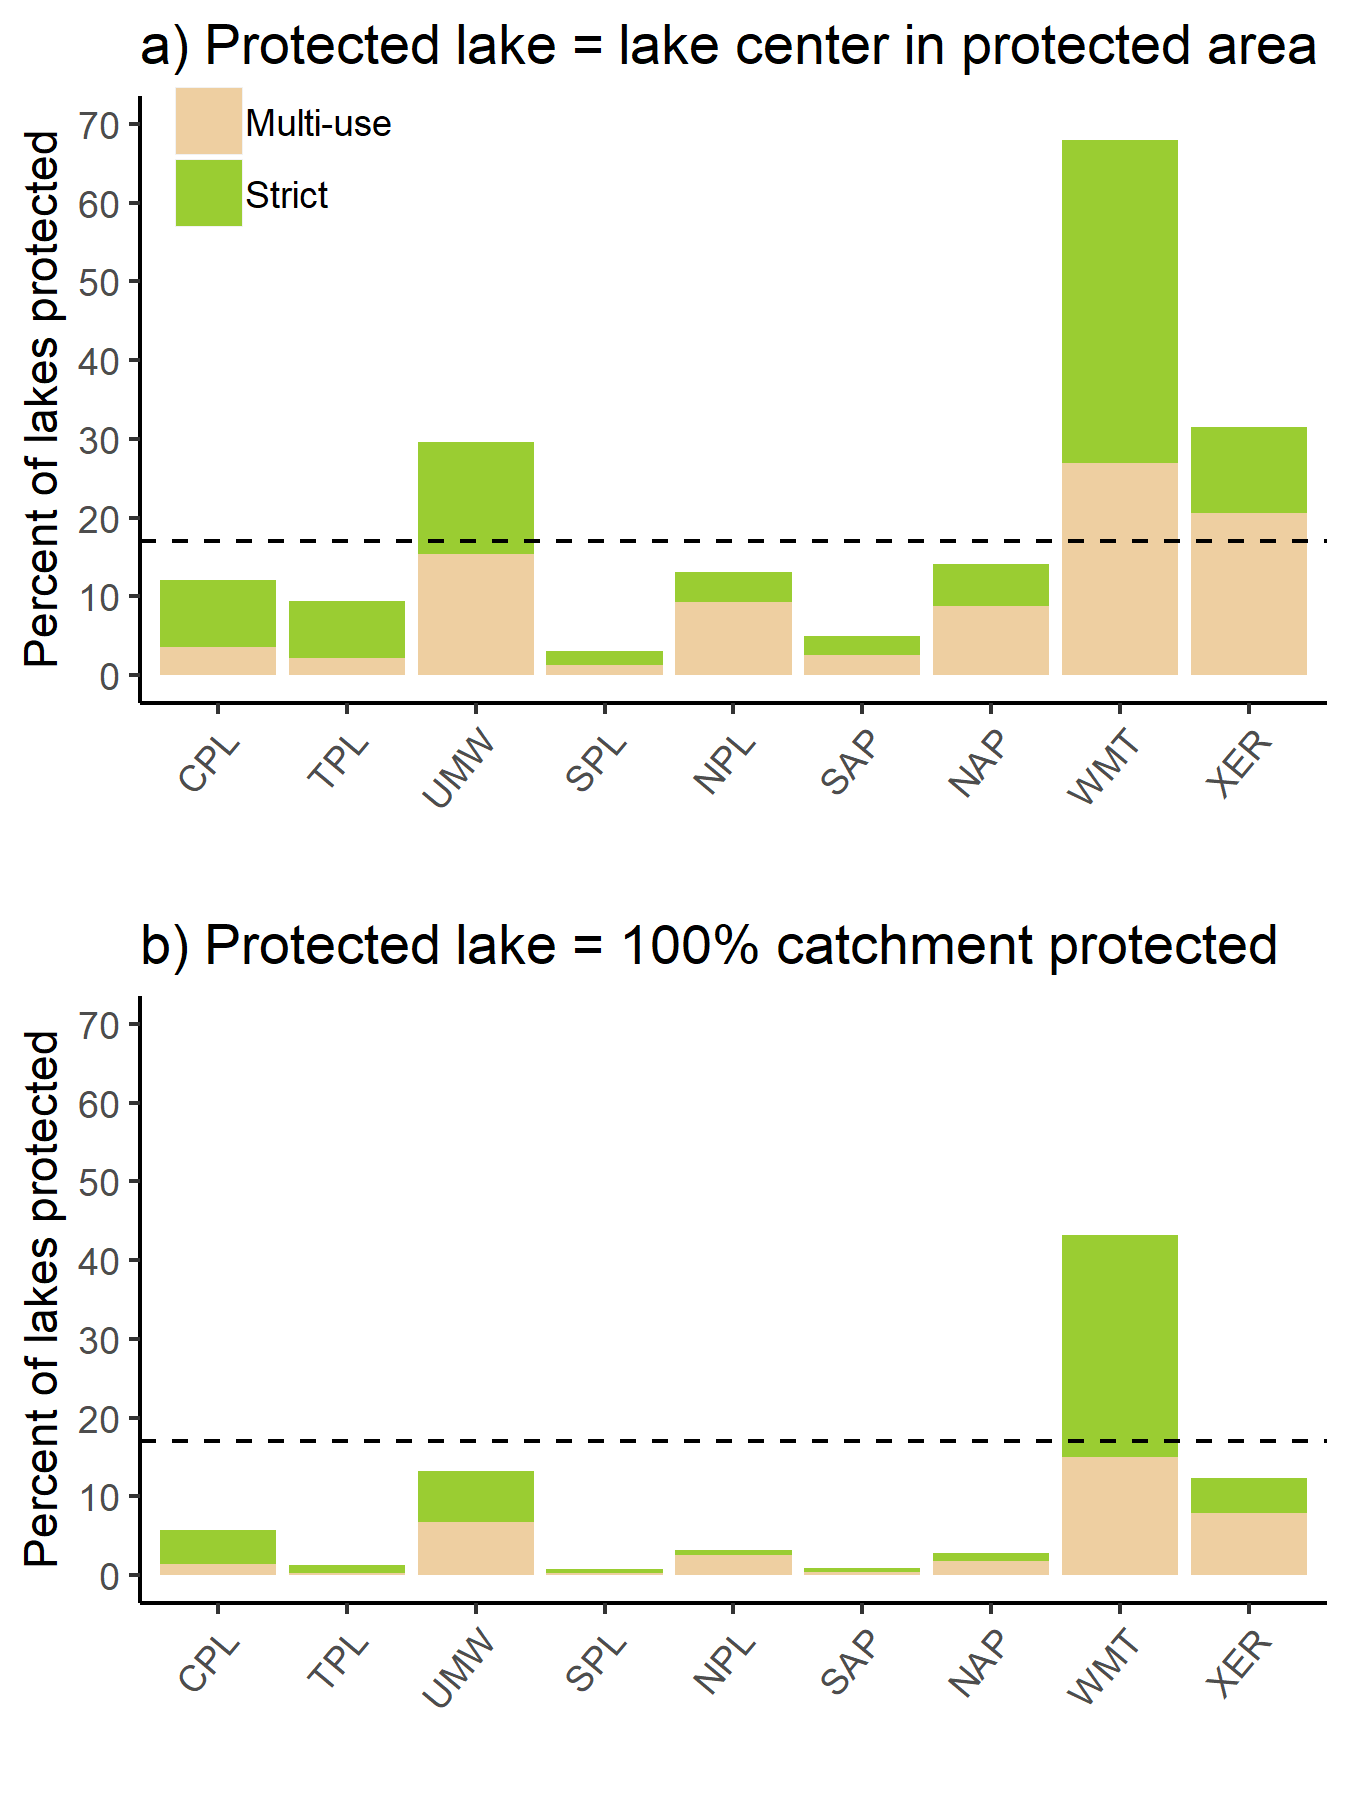 a) Protected lake = lake center in protected area
Multi-use
Strict
Percent of lakes protected
70
60
50
40
30
20
10
0
CPL TPL UMW SPL NPL SAP NAP WMT XER
b) Protected lake = 100% catchment protected
Percent of lakes protected
70
60
50
40
30
20
10
0
CPL TPL UMW SPL NPL SAP NAP WMT XER